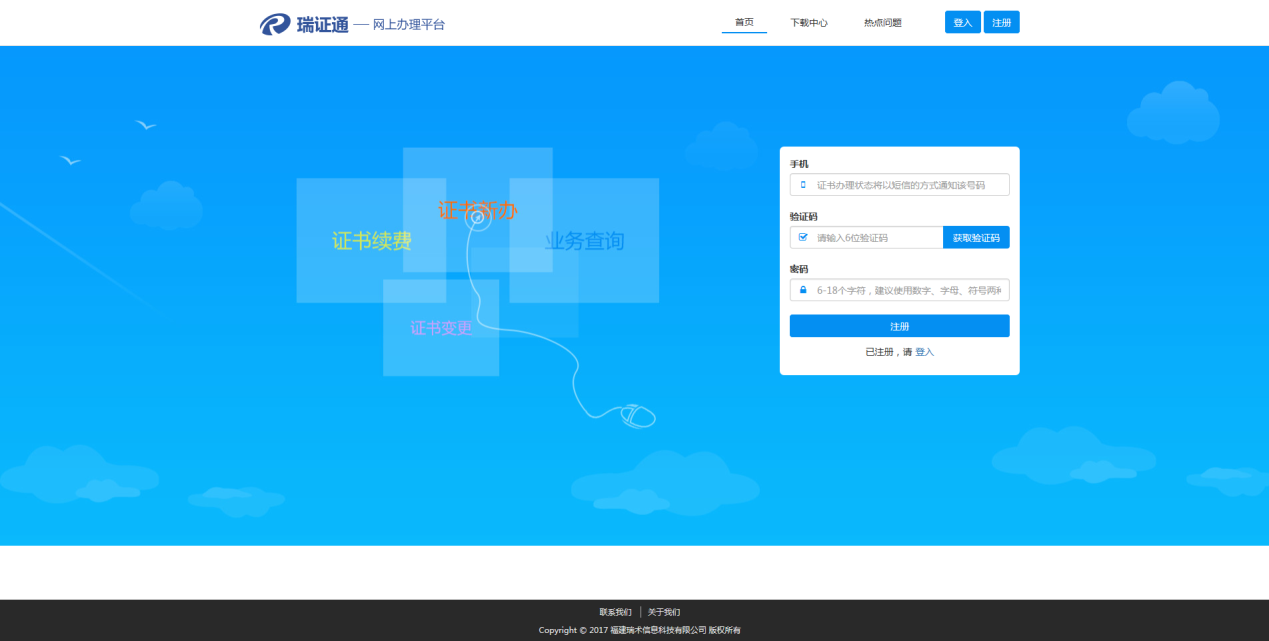 瑞证通 — 网上办理平台
首页 下载中心 热点问题 登入 注册
证书新办
证书续费
业务查询
证书变更
手机
证书办理状态将以短信的方式通知该号码
验证码
请输入6位验证码 获取验证码
密码
6-18个字符，建议使用数字、字母、符号两种
注册
已注册，请 登入
联系我们 | 关于我们
Copyright © 2017 福建瑞术信息科技有限公司 版权所有